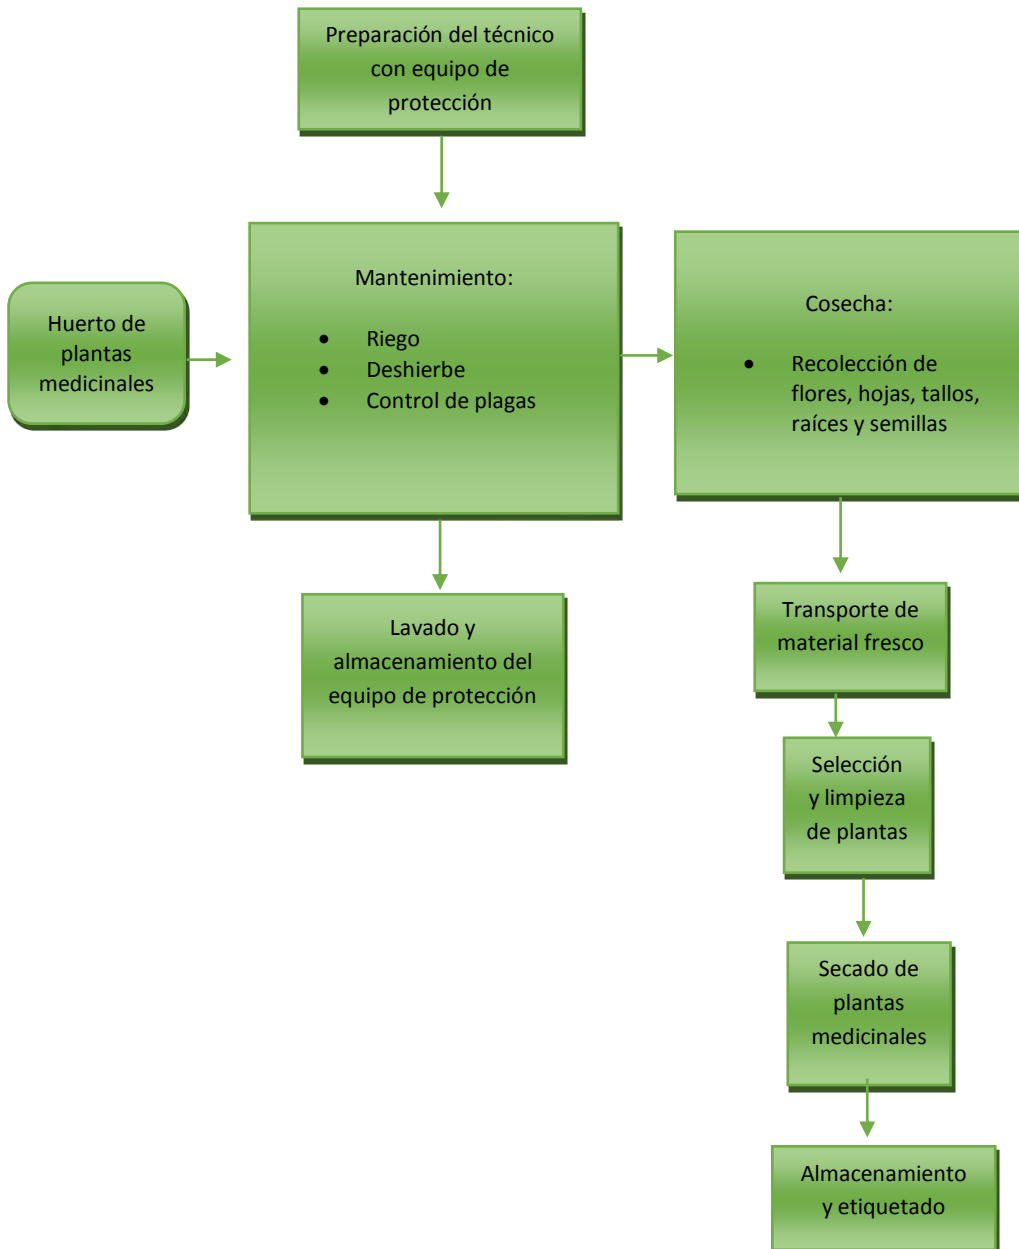 Preparación del técnico
con equipo de
protección
Huerto de
plantas
medicinales
Mantenimiento:
• Riego
• Deshierbe
• Control de plagas
Cosecha:
• Recolección de
flores, hojas, tallos,
raíces y semillas
Lavado y
almacenamiento del
equipo de protección
Transporte de
material fresco
Selección
y limpieza
de plantas
Secado de
plantas
medicinales
Almacenamiento
y etiquetado